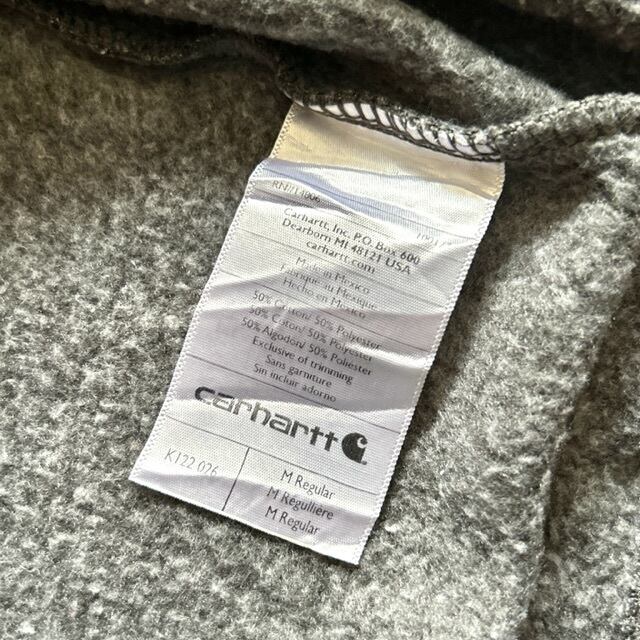 RN# 14806
Carhartt, Inc. P.O. Box 600
Dearborn MI 48121 USA
carhartt.com
Made in Mexico
Fabriqué au Mexique
Hecho en Mexico
50% Cotton/ 50% Polyester
50% Coton/ 50% Polyester
50% Algodon/ 50% Poliéster
Exclusive of trimming
Sans garniture
Sin incluir adorno
carhartt
K122 026
M Regular
M Régulière
M Regular